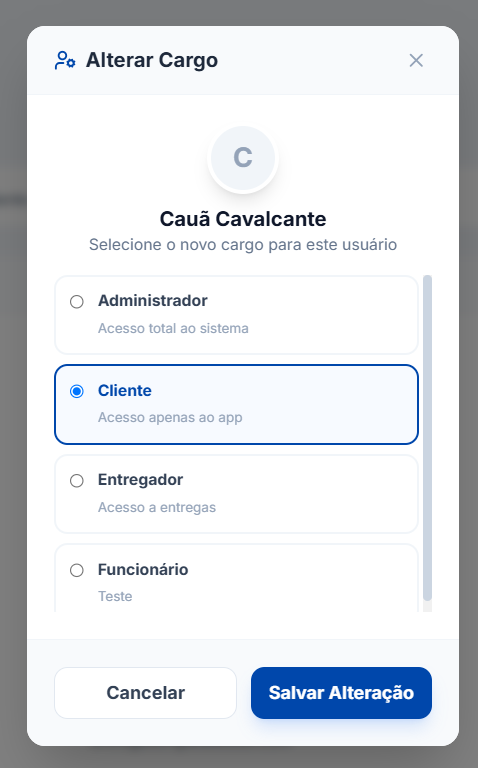 Alterar Cargo
C
Cauã Cavalcante
Selecione o novo cargo para este usuário
Administrador
Acesso total ao sistema
Cliente
Acesso apenas ao app
Entregador
Acesso a entregas
Funcionário
Teste
Cancelar
Salvar Alteração